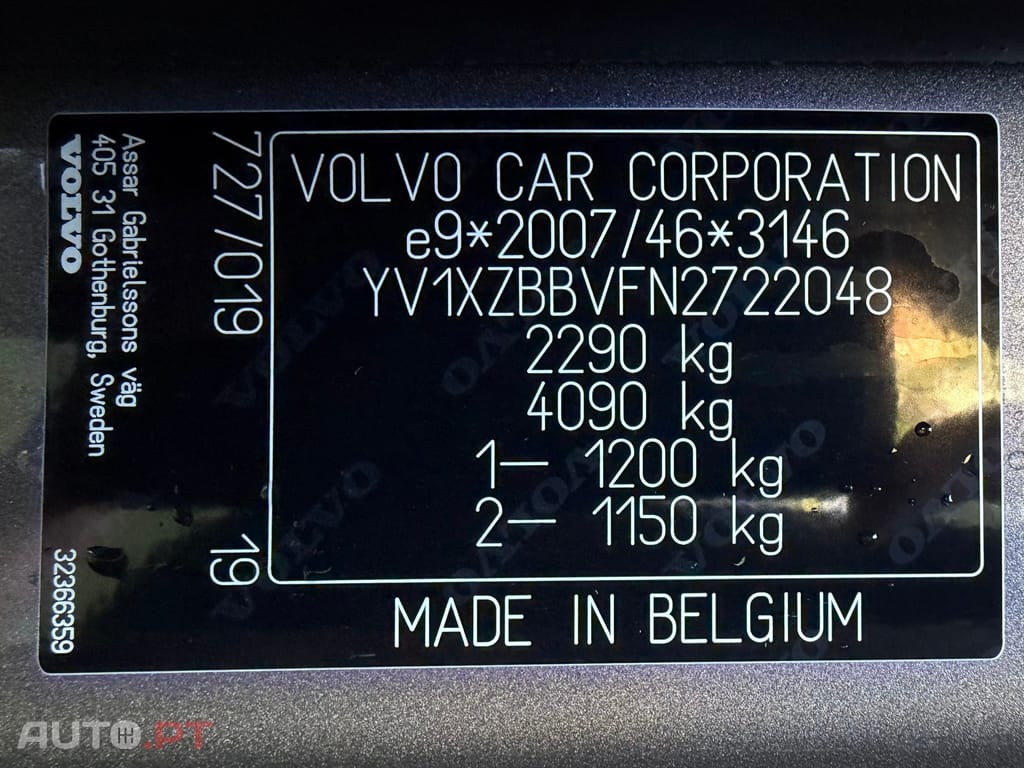 VOLVO CAR CORPORATION
e9*2007/46*3146
YV1XZBBVFN2722048
2290 kg
4090 kg
1— 1200 kg
2— 1150 kg
MADE IN BELGIUM
727/019
19
Assar Gabrielssons väg
405 31 Gothenburg, Sweden
VOLVO
32366359
AUTO.PT